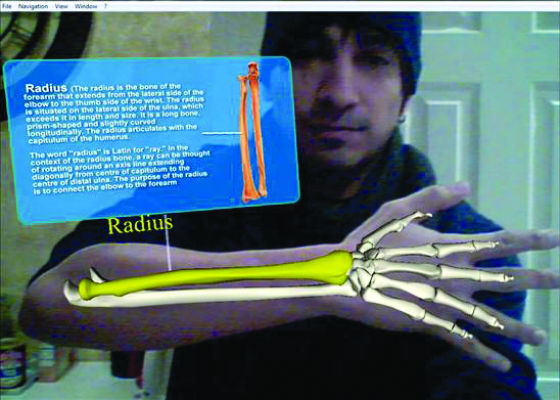 File Navigation View Window ?
Radius (The radius is the bone of the
forearm that extends from the lateral side of the
elbow to the thumb side of the wrist. The radius
is situated on the lateral side of the ulna, which
exceeds it in length and size. It is a long bone,
prism-shaped and slightly curved
longitudinally. The radius articulates with the
capitulum of the humerus.
The word "radius" is Latin for "ray." In the
context of the radius bone, a ray can be thought
of rotating around an axis line extending
diagonally from centre of capitulum to the
centre of distal ulna. The purpose of the radius
is to connect the elbow to the forearm
Radius